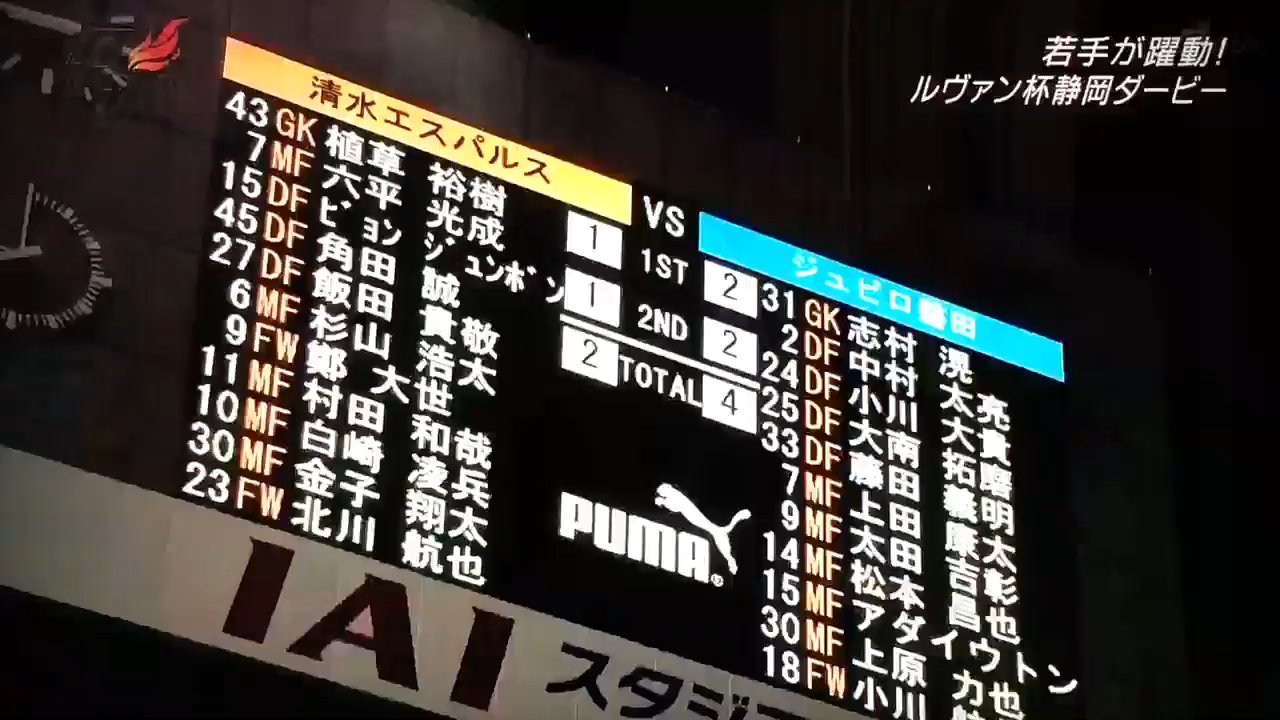 若手が躍動!
ルヴァン杯静岡ダービー
清水エスパルス
43 GK 植草 裕樹
7 MF 六平 光成
15 DF ビョン ジュンボン
45 DF 角田 誠
27 DF 飯田 貴敬
6 MF 杉山 浩太
9 FW 鄭 大世
11 MF 村田 和哉
10 MF 白崎 凌兵
30 MF 金子 翔太
23 FW 北川 航也
VS
1 1ST 2
1 2ND 2
2 TOTAL 4
ジュビロ磐田
31 GK 志村 滉
2 DF 中村 太亮
24 DF 小川 大貴
25 DF 大南 拓磨
33 DF 藤田 義明
7 MF 上田 康太
9 MF 太田 吉彰
14 MF 松本 昌也
15 MF アダイウトン
30 MF 上原 力也
18 FW 小川
PUMA
IAI スタジ